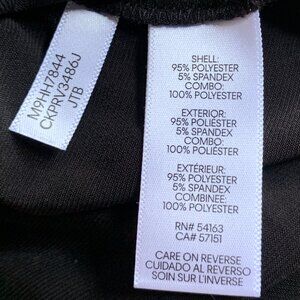 M9HH7844
CKPRV3486J
JTB
SHELL:
95% POLYESTER
5% SPANDEX
COMBO:
100% POLYESTER
EXTERIOR:
95% POLIÉSTER
5% SPANDEX
COMBO:
100% POLIÉSTER
EXTÉRIEUR:
95% POLYESTER
5% SPANDEX
COMBINEE:
100% POLYESTER
RN# 54163
CA# 57151
CARE ON REVERSE
CUIDADO AL REVERSO
SOIN SUR L'INVERSE